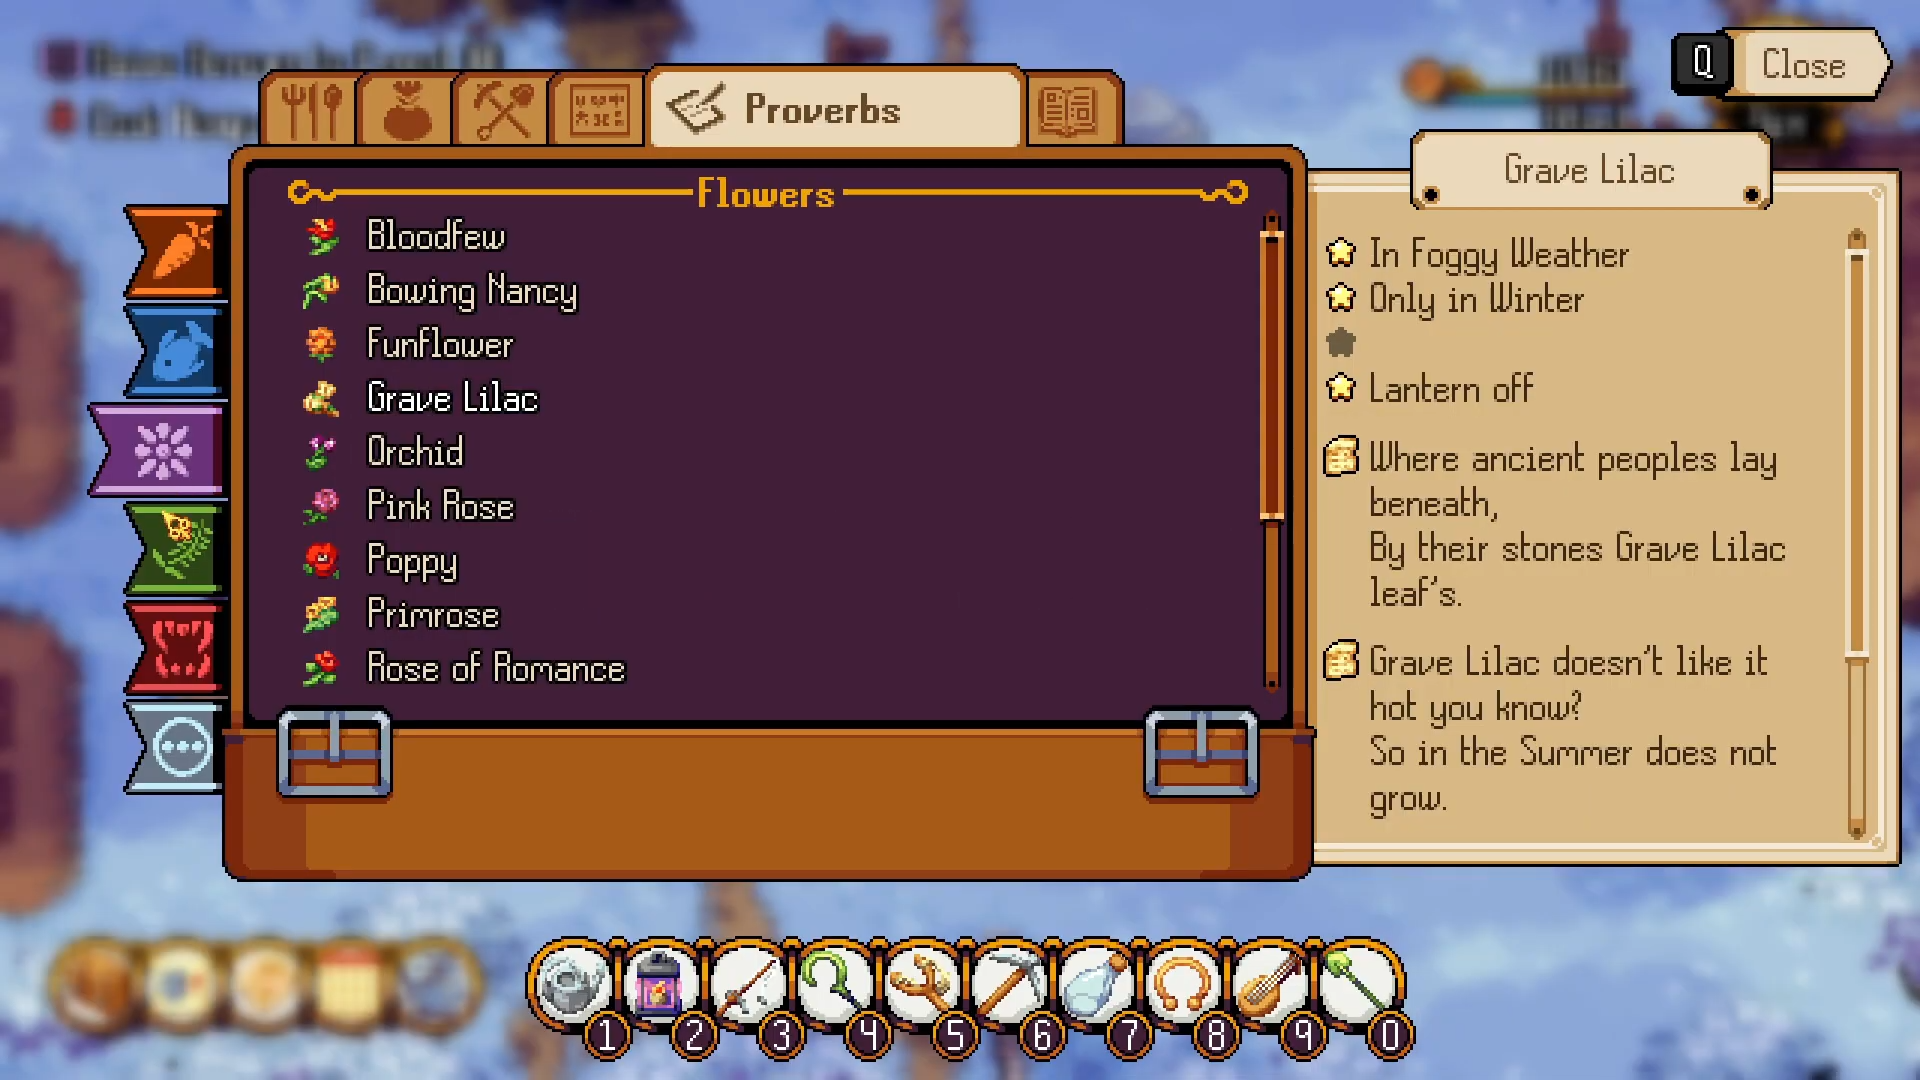 Q Close
Proverbs
Flowers
Bloodfew
Bowing Nancy
Funflower
Grave Lilac
Orchid
Pink Rose
Poppy
Primrose
Rose of Romance
Grave Lilac
In Foggy Weather
Only in Winter
Lantern off
Where ancient peoples lay
beneath,
By their stones Grave Lilac
leaf's.
Grave Lilac doesn't like it
hot you know?
So in the Summer does not
grow.
1 2 3 4 5 6 7 8 9 0